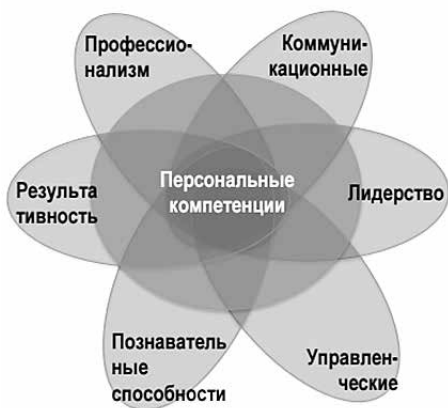 Профессио-
нализм
Коммуни-
кационные
Результа
тивность
Персональные
компетенции
Лидерство
Познаватель
ные
способности
Управлен-
ческие